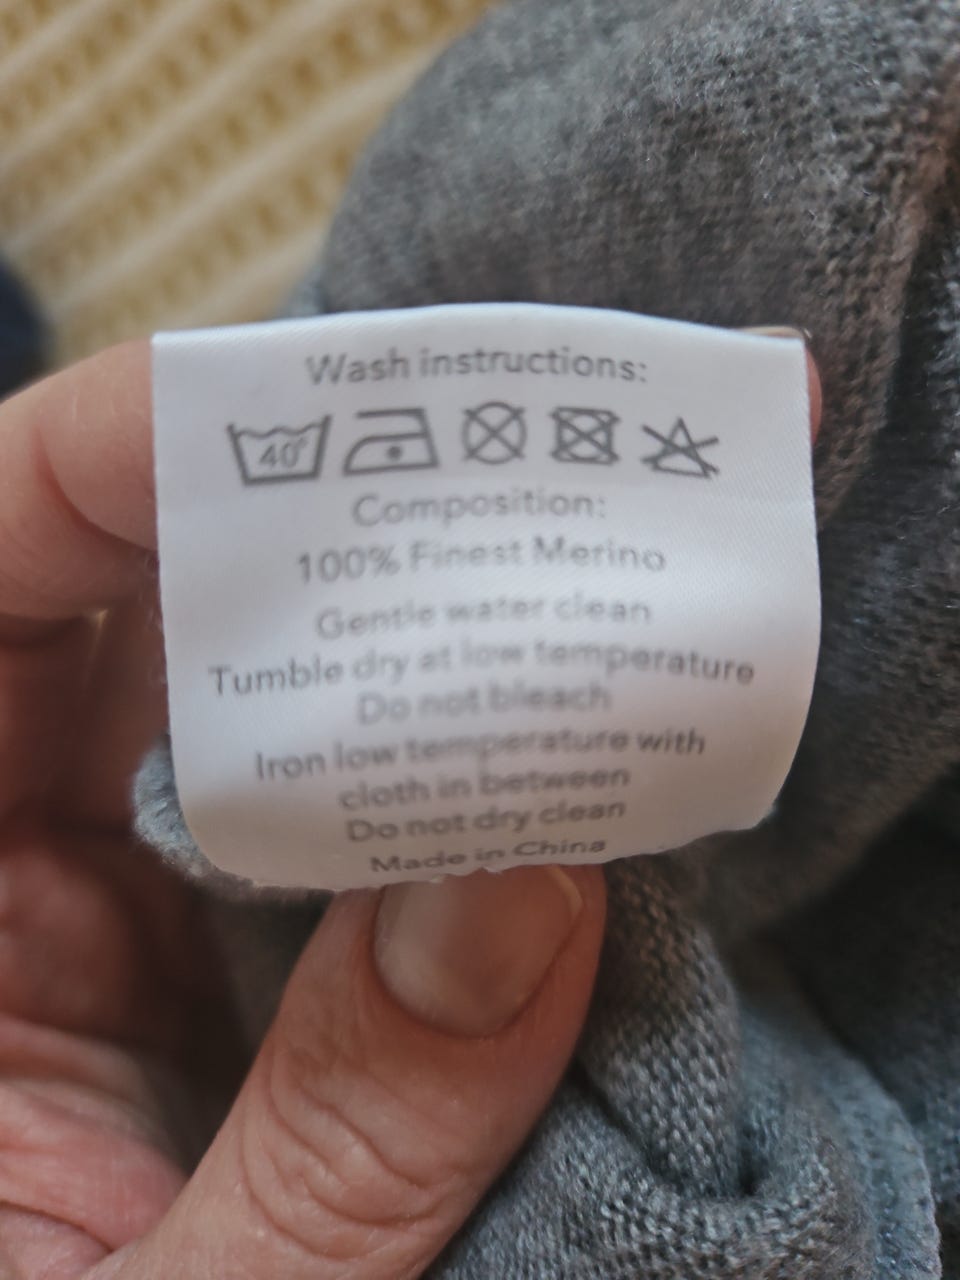 Wash instructions:
40°
Composition:
100% Finest Merino
Gentle water clean
Tumble dry at low temperature
Do not bleach
Iron low temperature with
cloth in between
Do not dry clean
Made in China